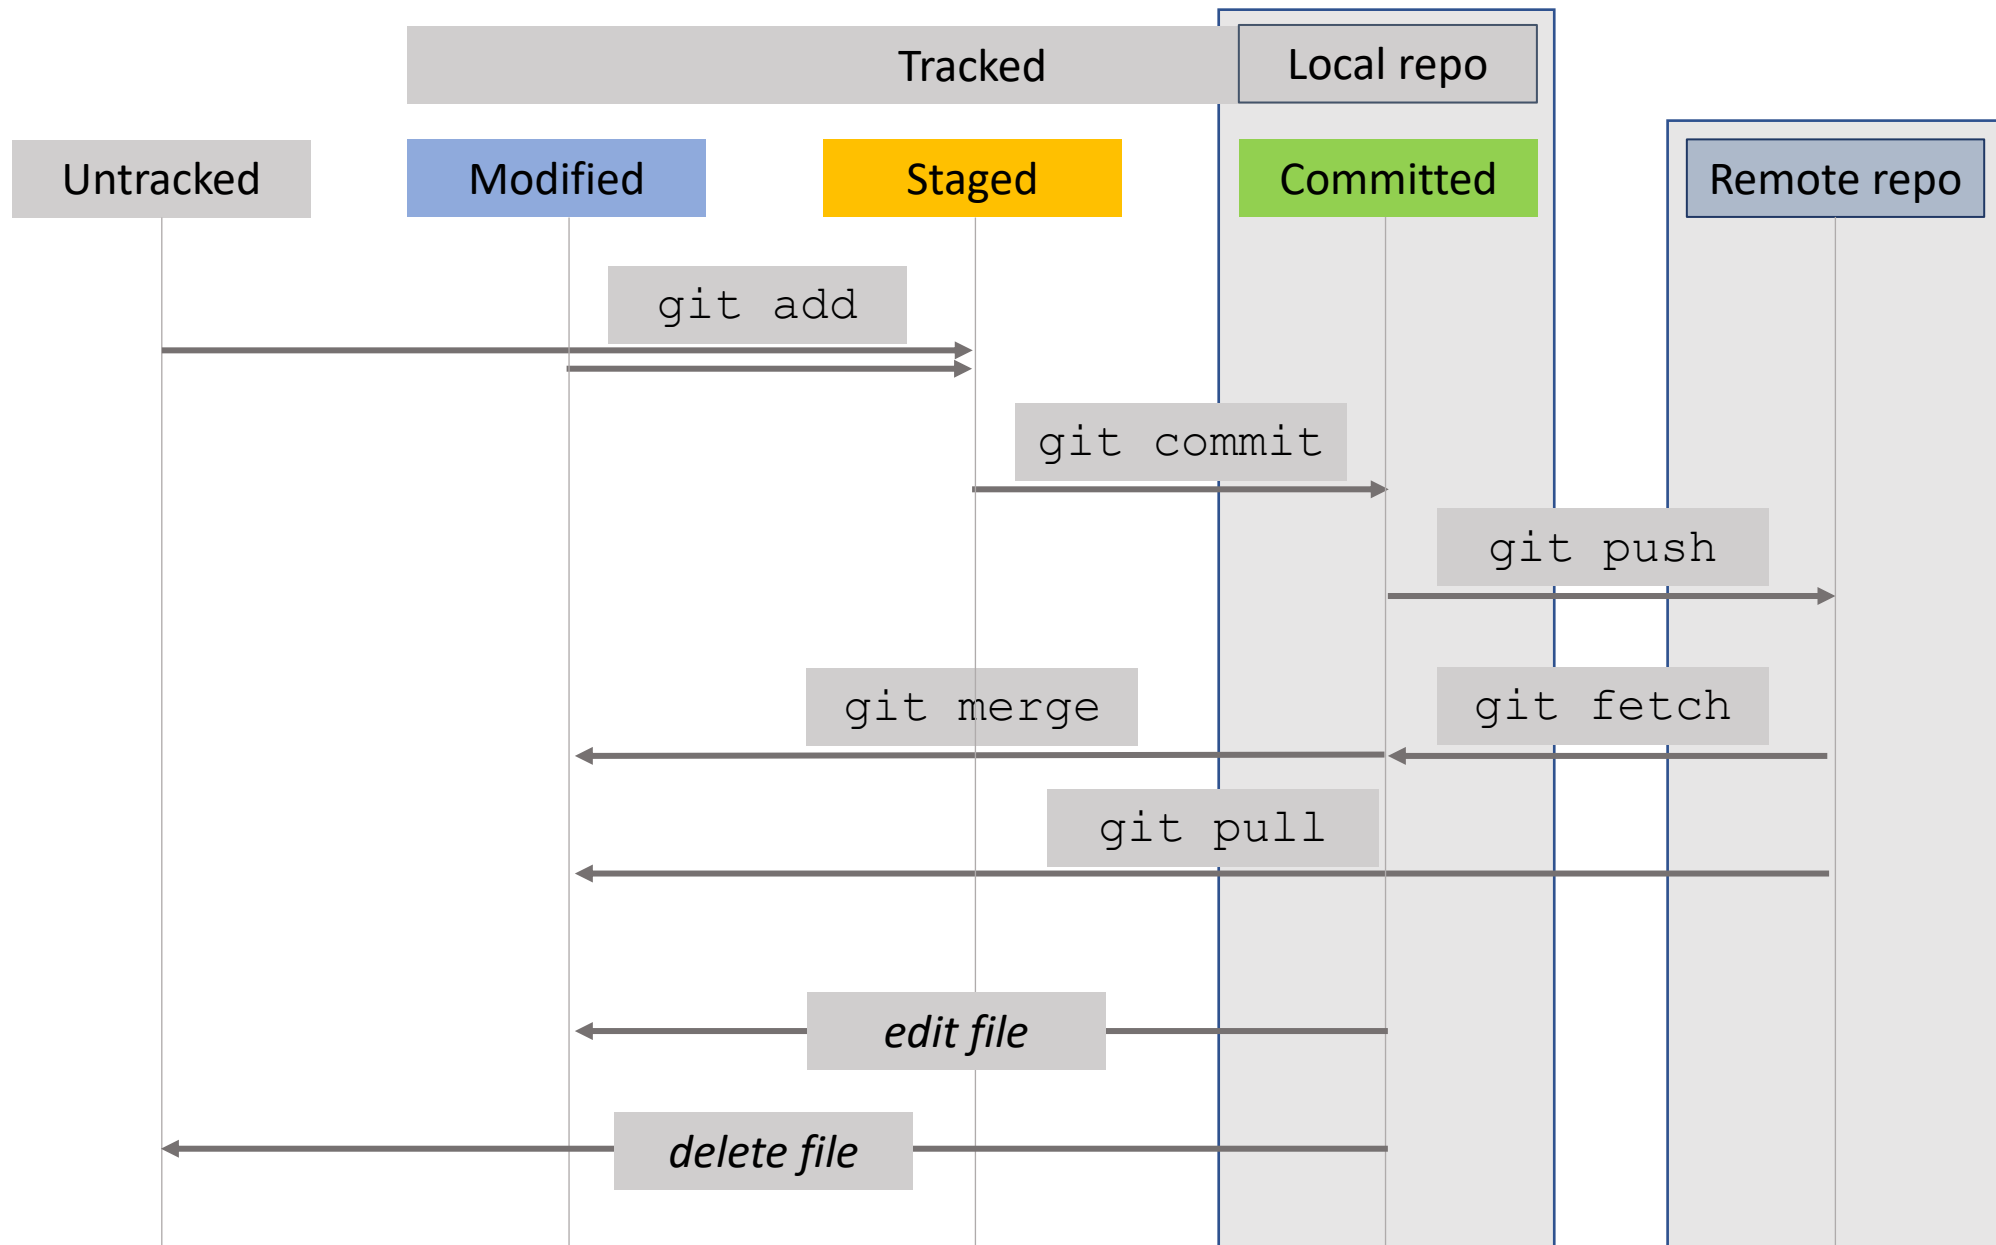 Tracked
Local repo
Untracked
Modified
Staged
Committed
Remote repo
git add
git commit
git push
git merge
git fetch
git pull
edit file
delete file